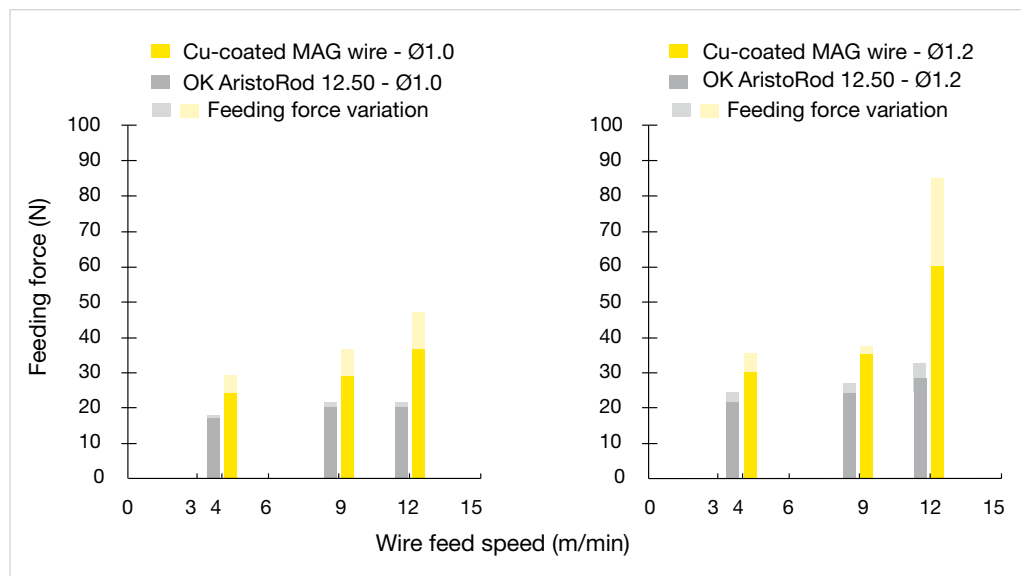 Cu-coated MAG wire - Ø1.0
OK AristoRod 12.50 - Ø1.0
Feeding force variation
100
90
80
70
60
50
40
30
20
10
0
0 3 4 6 9 12 15
Feeding force (N)
Cu-coated MAG wire - Ø1.2
OK AristoRod 12.50 - Ø1.2
Feeding force variation
100
90
80
70
60
50
40
30
20
10
0
0 3 4 6 9 12 15
Wire feed speed (m/min)